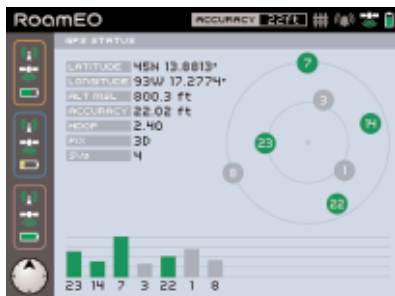 RoamEO
ACCURACY 22ft
GPS STATUS
LATITUDE 45N 13.8813'
LONGITUDE 93W 17.2774'
ALT MSL 800.3 ft
ACCURACY 22.02 ft
HDOP 2.40
FIX 3D
SVs 4
7
3
14
23
8
1
22
23 14 7 3 22 1 8